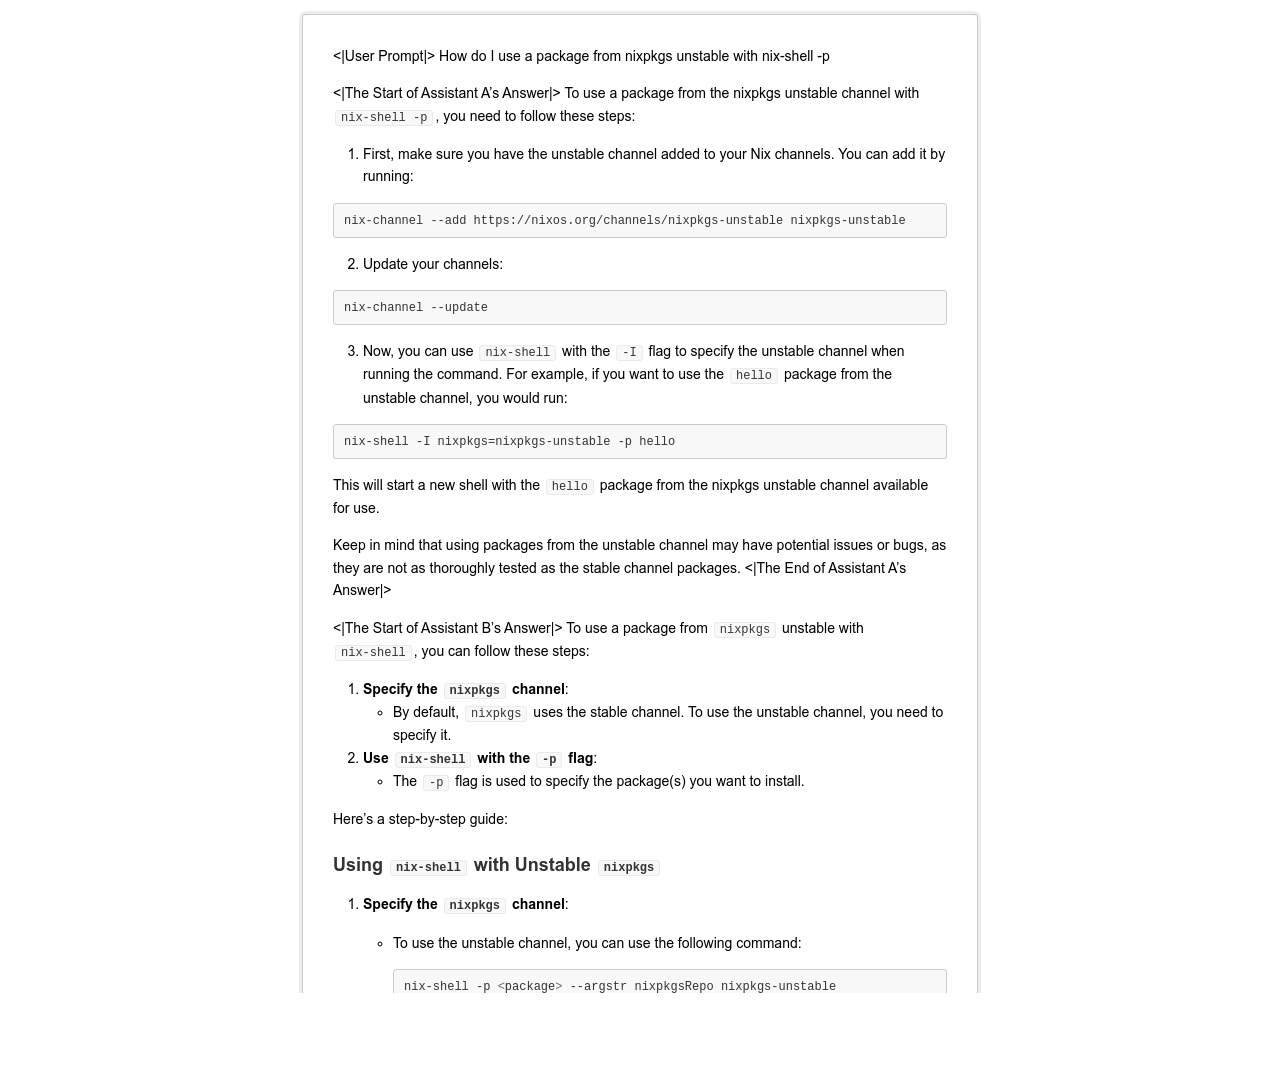 <|User Prompt|> How do I use a package from nixpkgs unstable with nix-shell -p
<|The Start of Assistant A’s Answer|> To use a package from the nixpkgs unstable channel with
nix-shell -p , you need to follow these steps:
1. First, make sure you have the unstable channel added to your Nix channels. You can add it by
running:
nix-channel --add https://nixos.org/channels/nixpkgs-unstable nixpkgs-unstable
2. Update your channels:
nix-channel --update
3. Now, you can use nix-shell with the -I flag to specify the unstable channel when
running the command. For example, if you want to use the hello package from the
unstable channel, you would run:
nix-shell -I nixpkgs=nixpkgs-unstable -p hello
This will start a new shell with the hello package from the nixpkgs unstable channel available
for use.
Keep in mind that using packages from the unstable channel may have potential issues or bugs, as
they are not as thoroughly tested as the stable channel packages. <|The End of Assistant A’s
Answer|>
<|The Start of Assistant B’s Answer|> To use a package from nixpkgs unstable with
nix-shell , you can follow these steps:
1. Specify the nixpkgs channel:
◦ By default, nixpkgs uses the stable channel. To use the unstable channel, you need to
specify it.
2. Use nix-shell with the -p flag:
◦ The -p flag is used to specify the package(s) you want to install.
Here’s a step-by-step guide:
Using nix-shell with Unstable nixpkgs
1. Specify the nixpkgs channel:
◦ To use the unstable channel, you can use the following command:
nix-shell -p <package> --argstr nixpkgsRepo nixpkgs-unstable